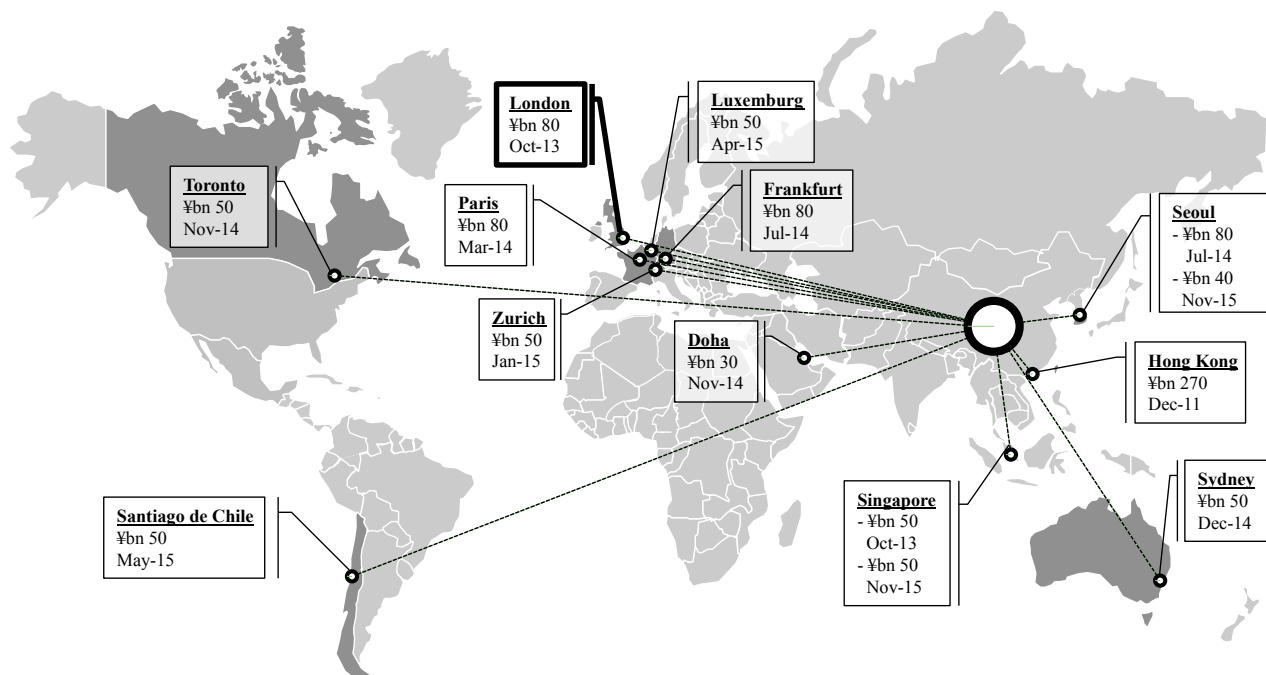 London
¥bn 80
Oct-13
Luxemburg
¥bn 50
Apr-15
Toronto
¥bn 50
Nov-14
Paris
¥bn 80
Mar-14
Frankfurt
¥bn 80
Jul-14
Seoul
- ¥bn 80
Jul-14
- ¥bn 40
Nov-15
Zurich
¥bn 50
Jan-15
Doha
¥bn 30
Nov-14
Hong Kong
¥bn 270
Dec-11
Santiago de Chile
¥bn 50
May-15
Singapore
- ¥bn 50
Oct-13
- ¥bn 50
Nov-15
Sydney
¥bn 50
Dec-14